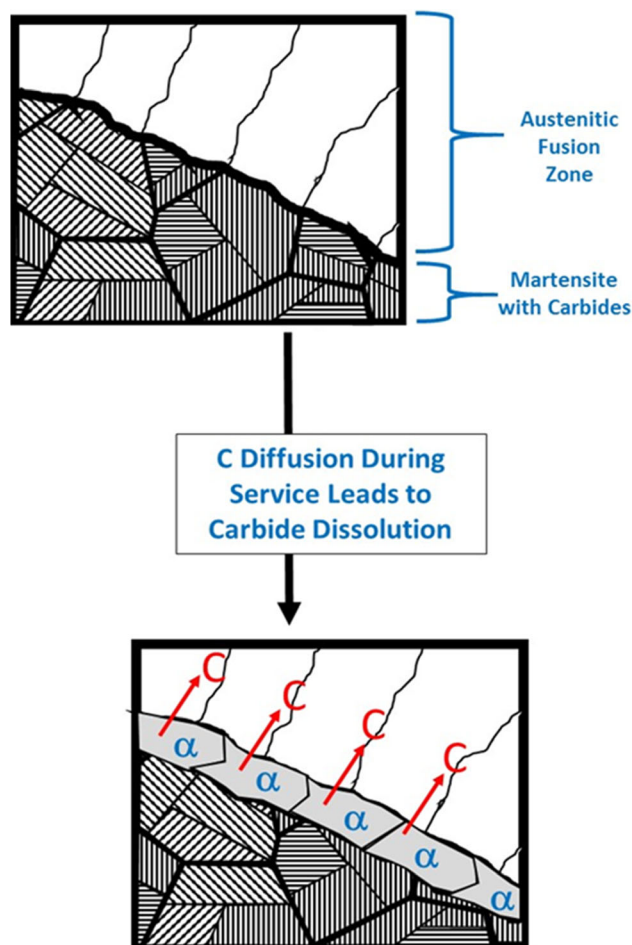 Austenitic
Fusion
Zone
Martensite
with Carbides
C Diffusion During
Service Leads to
Carbide Dissolution
C
C
C
C
α
α
α
α
α